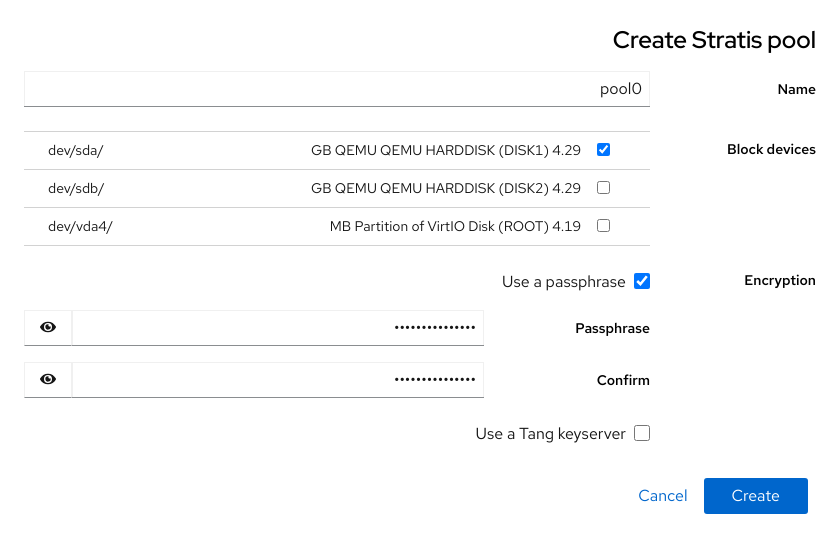 Create Stratis pool
Name
pool0
Block devices
GB QEMU QEMU HARDDISK (DISK1) 4.29 dev/sda/
GB QEMU QEMU HARDDISK (DISK2) 4.29 dev/sdb/
MB Partition of VirtIO Disk (ROOT) 4.19 dev/vda4/
Encryption
Use a passphrase
Passphrase
Confirm
Use a Tang keyserver
Create
Cancel